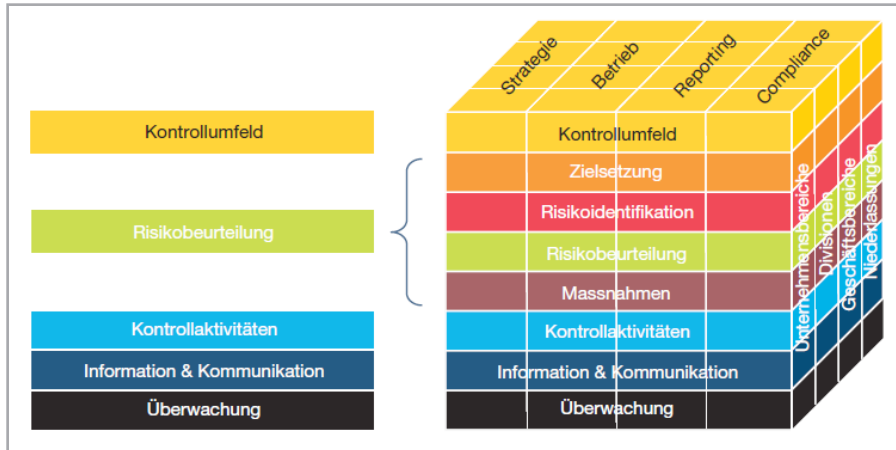 Kontrollumfeld
Risikobeurteilung
Kontrollaktivitäten
Information & Kommunikation
Überwachung
Strategie
Betrieb
Reporting
Compliance
Kontrollumfeld
Zielsetzung
Risikoidentifikation
Risikobeurteilung
Massnahmen
Kontrollaktivitäten
Information & Kommunikation
Überwachung
Unternehmensbereiche
Divisionen
Geschäftsbereiche
Niederlassungen